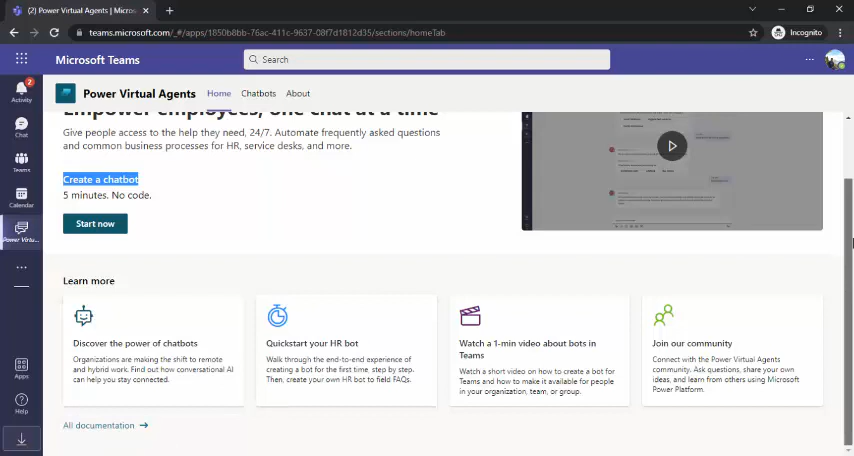 (2) Power Virtual Agents | Micros
teams.microsoft.com/_#/apps/1850b8bb-76ac-411c-9637-08f7d1812d35/sections/homeTab
Incognito
Microsoft Teams
Search
2
Activity
Chat
Teams
Calendar
Power Virtu...
Apps
Help
Power Virtual Agents
Home
Chatbots
About
Empower employees, one chat at a time
Give people access to the help they need, 24/7. Automate frequently asked questions
and common business processes for HR, service desks, and more.
Create a chatbot
5 minutes. No code.
Start now
Learn more
Discover the power of chatbots
Organizations are making the shift to remote
and hybrid work. Find out how conversational AI
can help you stay connected.
Quickstart your HR bot
Walk through the end-to-end experience of
creating a bot for the first time, step by step.
Then, create your own HR bot to field FAQs.
Watch a 1-min video about bots in
Teams
Watch a short video on how to create a bot for
Teams and how to make it available for people
in your organization, team, or group.
Join our community
Connect with the Power Virtual Agents
community. Ask questions, share your own
ideas, and learn from others using Microsoft
Power Platform.
All documentation